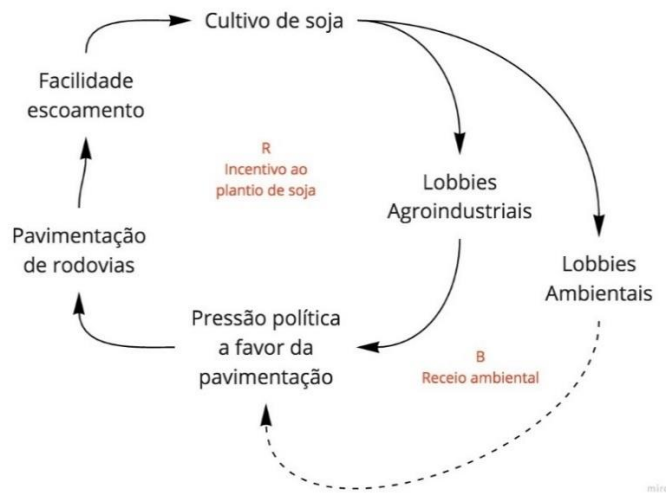 Cultivo de soja
Facilidade
escoamento
R
Incentivo ao
plantio de soja
Lobbies
Agroindustriais
Pavimentação
de rodovias
Lobbies
Ambientais
Pressão política
a favor da
pavimentação
B
Receio ambiental